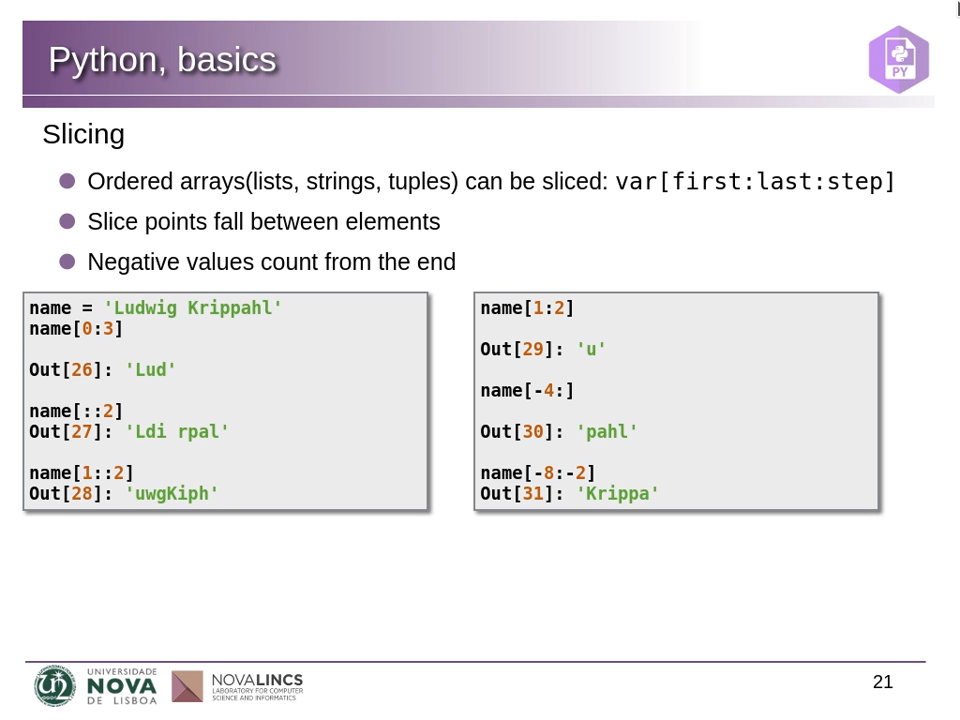 Python, basics
PY
Slicing
Ordered arrays(lists, strings, tuples) can be sliced: var[first:last:step]
Slice points fall between elements
Negative values count from the end
name = 'Ludwig Krippahl'
name[0:3]
Out[26]: 'Lud'
name[::2]
Out[27]: 'Ldi rpal'
name[1::2]
Out[28]: 'uwgKiph'
name[1:2]
Out[29]: 'u'
name[-4:]
Out[30]: 'pahl'
name[-8:-2]
Out[31]: 'Krippa'
UNIVERSIDADE
NOVA
DE LISBOA
NOVALINCS
LABORATORY FOR COMPUTER
SCIENCE AND INFORMATICS
21